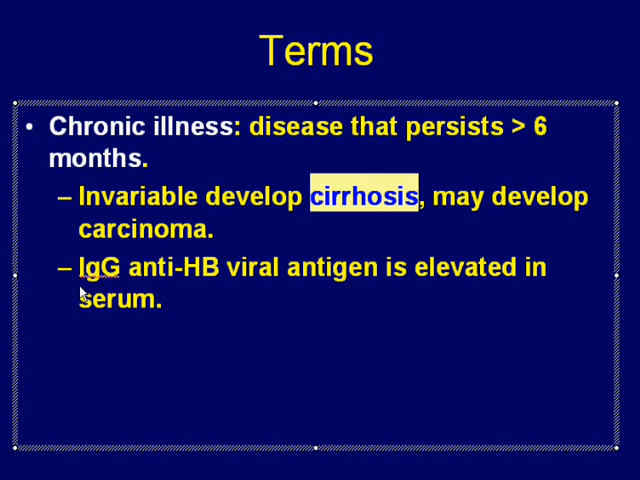 Terms
• Chronic illness: disease that persists > 6
months.
– Invariable develop cirrhosis, may develop
carcinoma.
– IgG anti-HB viral antigen is elevated in
serum.